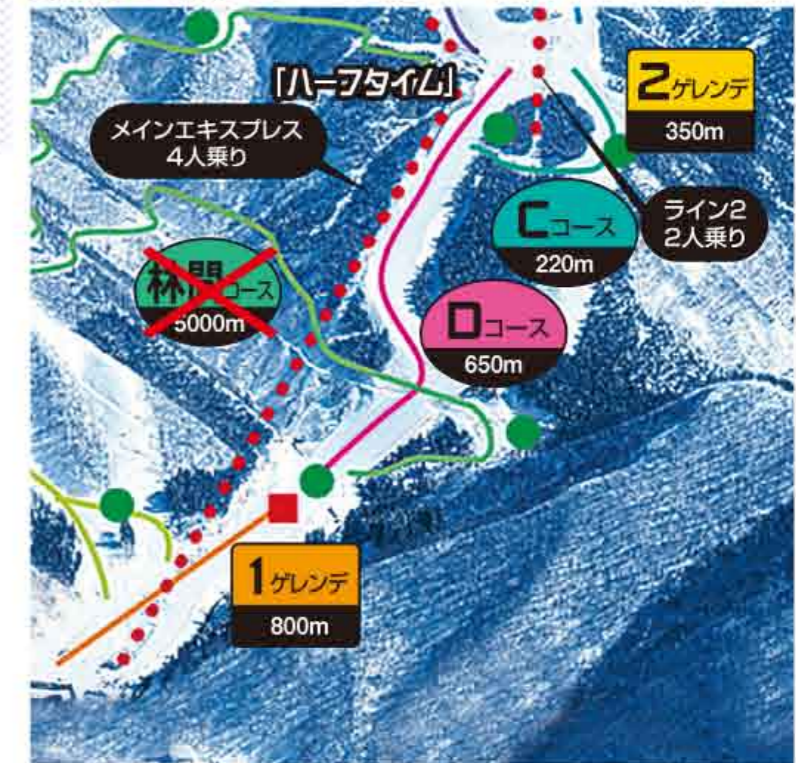 「ハーフタイム」
2ゲレンデ
350m
メインエキスプレス
4人乗り
Cコース
220m
ライン2
2人乗り
林間コース
5000m
Dコース
650m
1ゲレンデ
800m